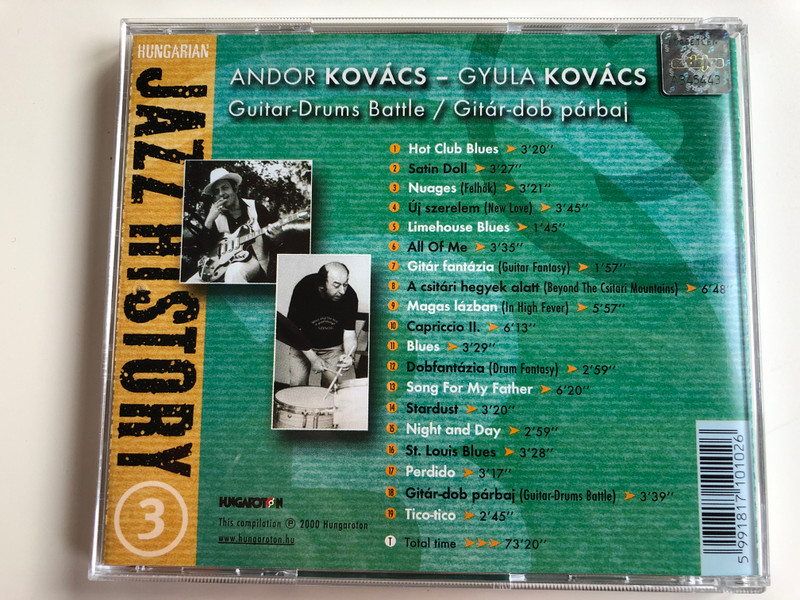 HUNGARIAN
JAZZ HISTORY
3
ANDOR KOVÁCS – GYULA KOVÁCS
Guitar-Drums Battle / Gitár-dob párbaj
1 Hot Club Blues ➤ 3'20''
2 Satin Doll ➤ 3'27''
3 Nuages (Felhők) ➤ 3'21''
4 Új szerelem (New Love) ➤ 3'45''
5 Limehouse Blues ➤ 1'45''
6 All Of Me ➤ 3'35''
7 Gitár fantázia (Guitar Fantasy) ➤ 1'57''
8 A csitári hegyek alatt (Beyond The Csitari Mountains) ➤ 6'48''
9 Magas lázban (In High Fever) ➤ 5'57''
10 Capriccio II. ➤ 6'13''
11 Blues ➤ 3'29''
12 Dobfantázia (Drum Fantasy) ➤ 2'59''
13 Song For My Father ➤ 6'20''
14 Stardust ➤ 3'20''
15 Night and Day ➤ 2'59''
16 St. Louis Blues ➤ 3'28''
17 Perdido ➤ 3'17''
18 Gitár-dob párbaj (Guitar-Drums Battle) ➤ 3'39''
19 Tico-tico ➤ 2'45''
T Total time ➤➤➤ 73'20''
HUNGAROTON
This compilation ℗ 2000 Hungaroton
www.hungaroton.hu
5 991817 101026